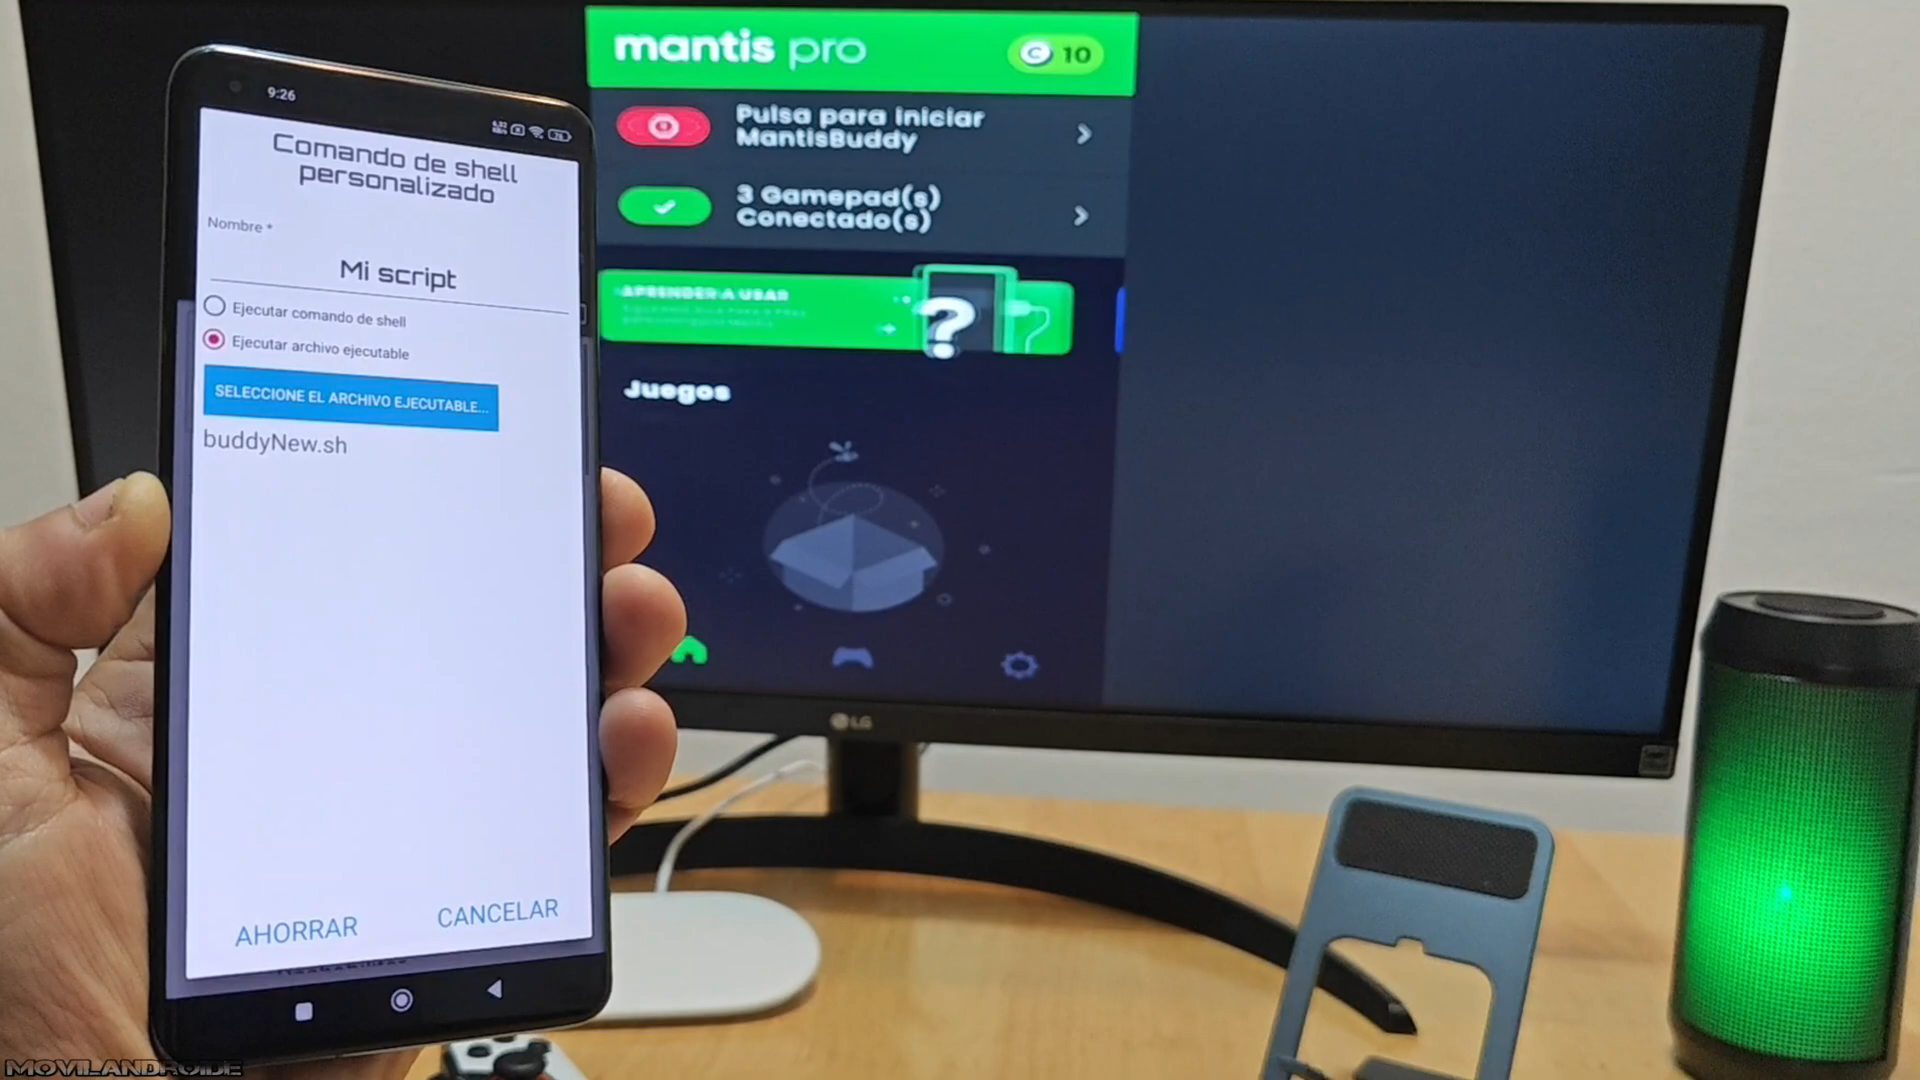 9:26
Comando de shell
personalizado
Nombre *
Mi script
Ejecutar comando de shell
Ejecutar archivo ejecutable
SELECCIONE EL ARCHIVO EJECUTABLE...
buddyNew.sh
AHORRAR
CANCELAR
mantis pro
C 10
Pulsa para iniciar
MantisBuddy
3 Gamepad(s)
Conectado(s)
APRENDER A USAR
?
Juegos
LG
MOVILANDROIDE